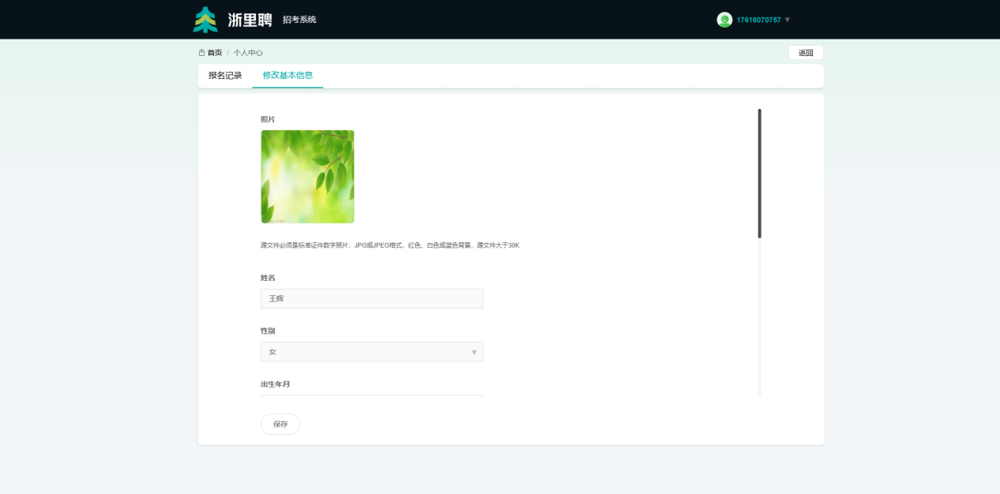 浙里聘 招考系统 17616070757
首页 / 个人中心 返回
报名记录 修改基本信息
照片
源文件必须是标准证件数字照片，JPG或JPEG格式，红色、白色或蓝色背景，源文件大于30K
姓名
王辉
性别
女
出生年月
保存